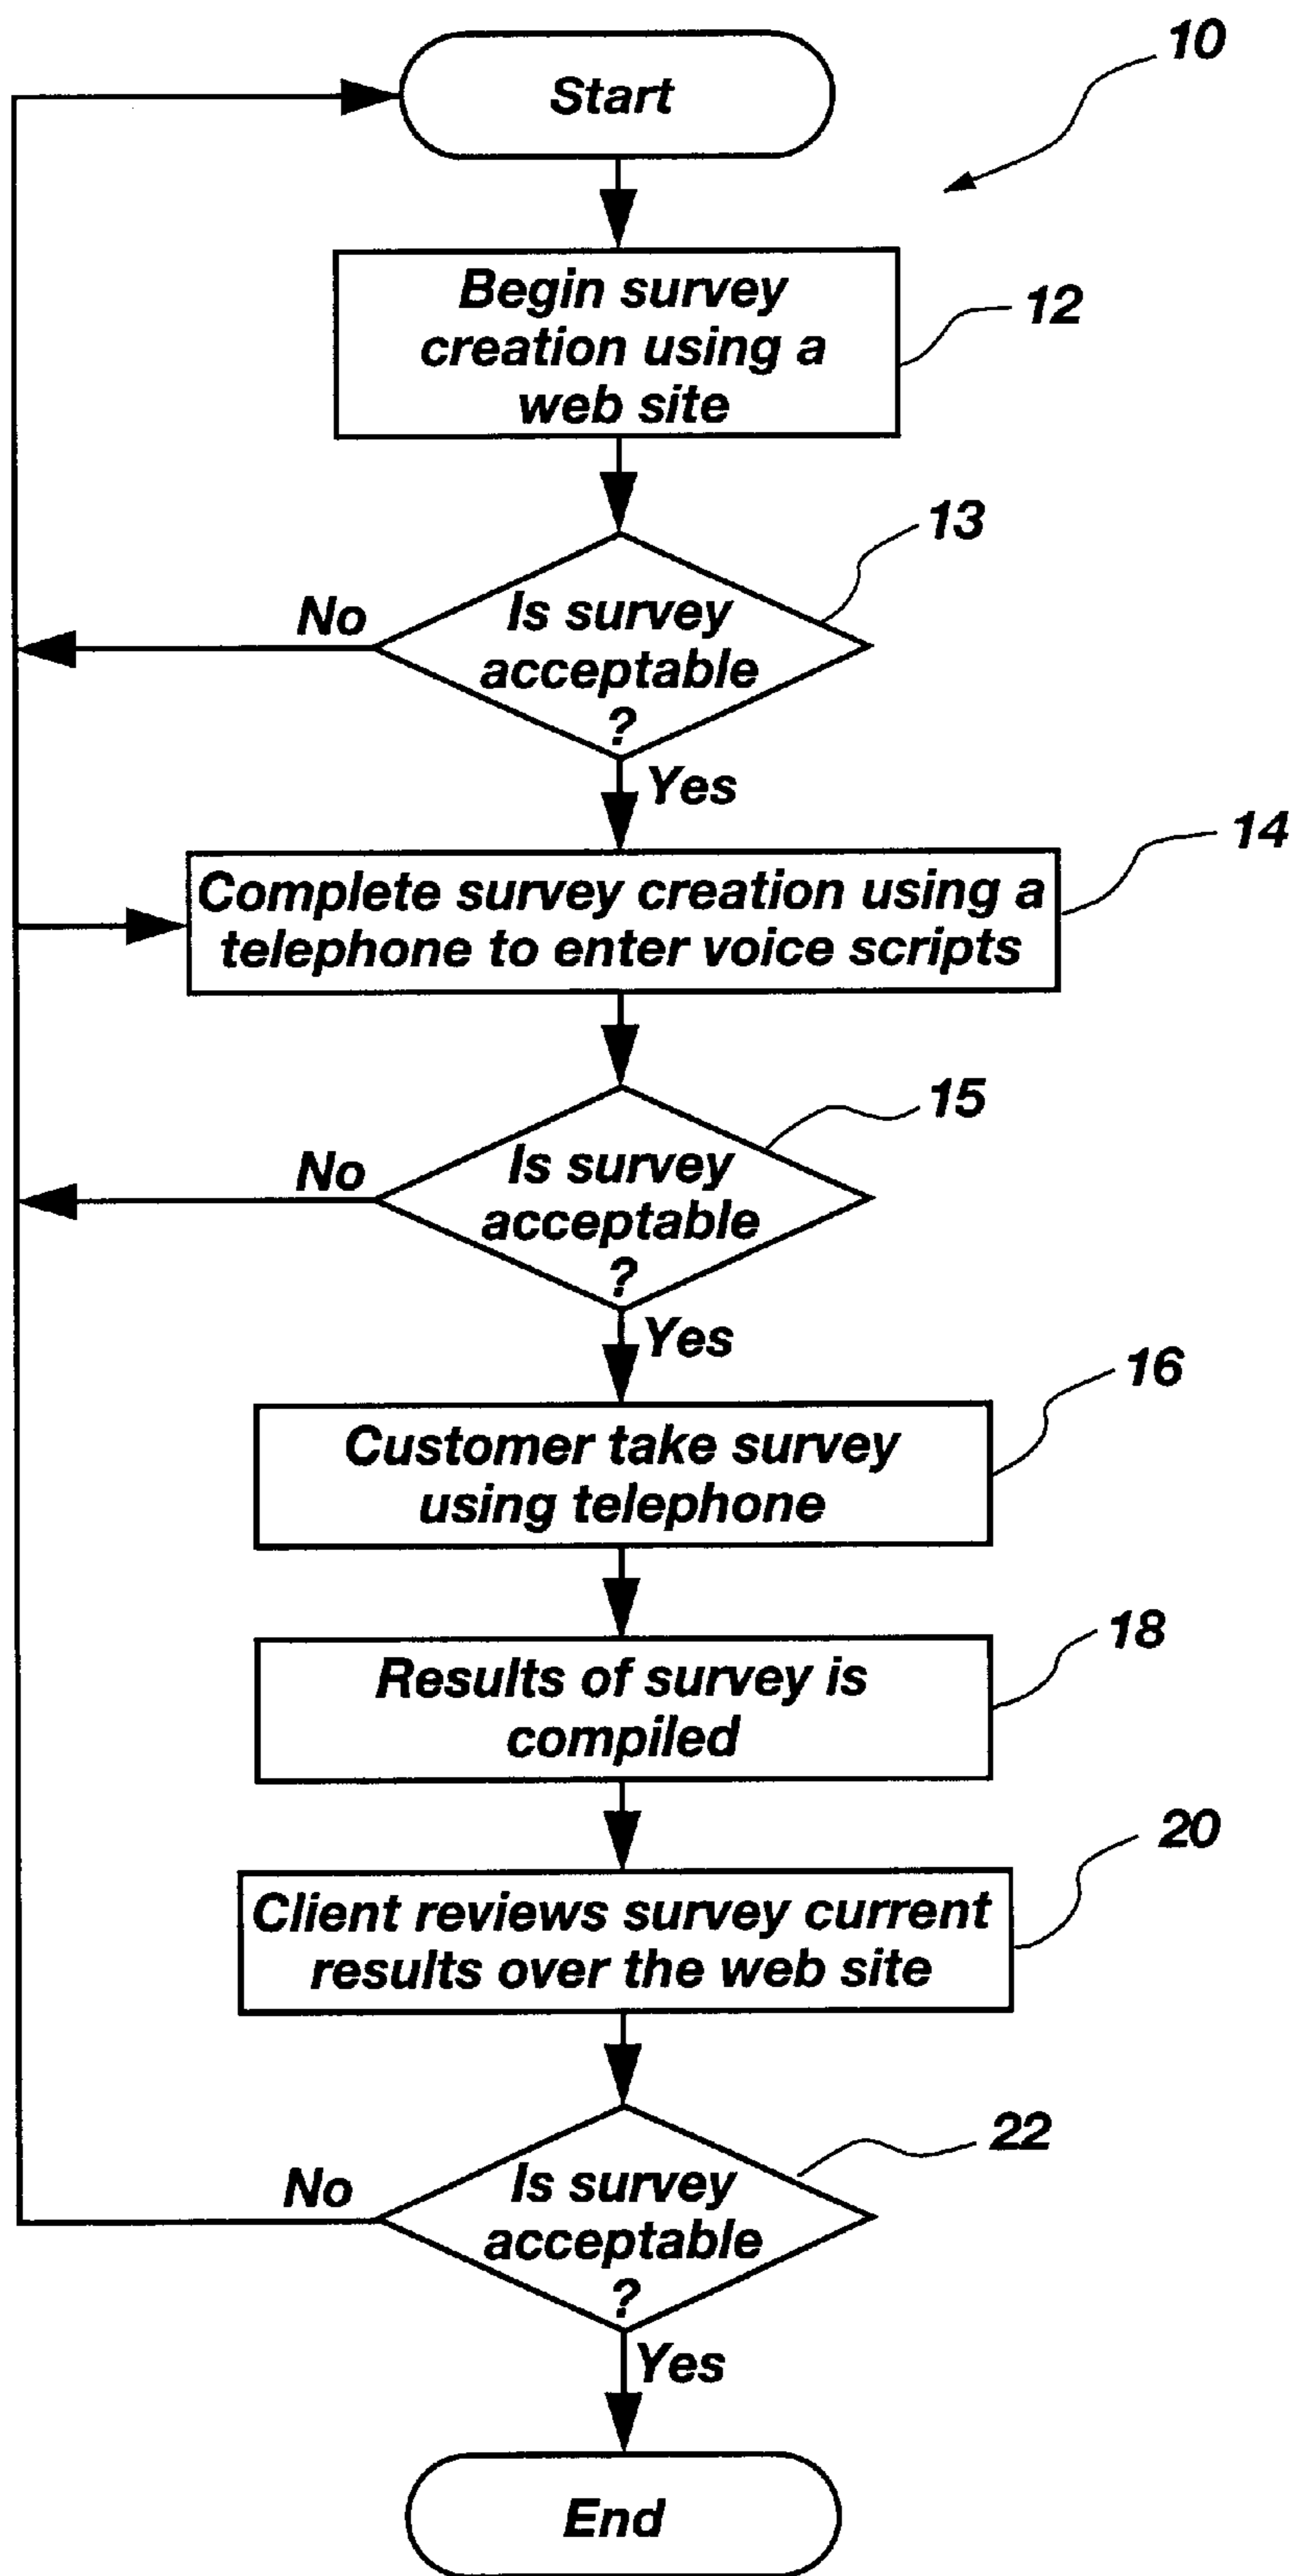 10
Start
Begin survey
creation using a
web site
12
13
No
Is survey
acceptable
?
Yes
14
Complete survey creation using a
telephone to enter voice scripts
15
No
Is survey
acceptable
?
Yes
16
Customer take survey
using telephone
18
Results of survey is
compiled
20
Client reviews survey current
results over the web site
22
No
Is survey
acceptable
?
Yes
End